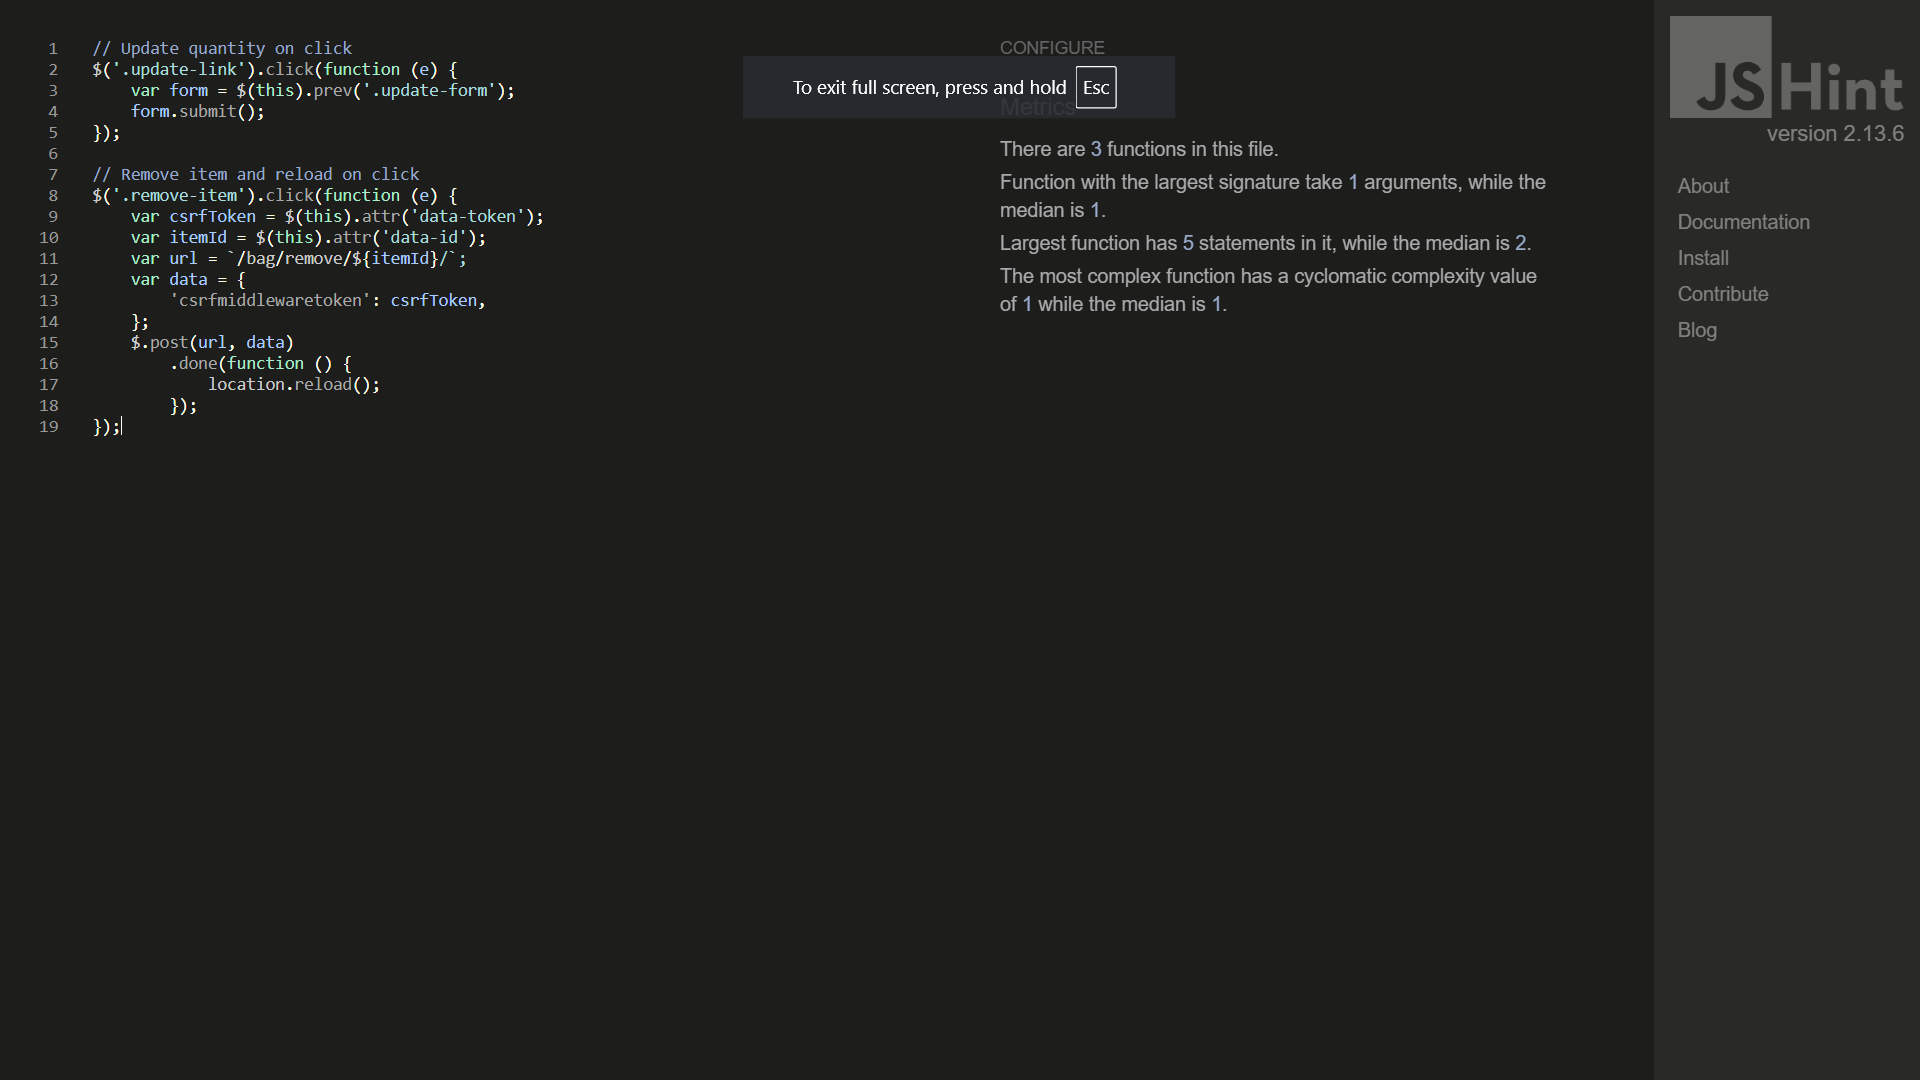 1 // Update quantity on click
2 $('.update-link').click(function (e) {
3     var form = $(this).prev('.update-form');
4     form.submit();
5 });
6
7 // Remove item and reload on click
8 $('.remove-item').click(function (e) {
9     var csrfToken = $(this).attr('data-token');
10     var itemId = $(this).attr('data-id');
11     var url = `/bag/remove/${itemId}/`;
12     var data = {
13         'csrfmiddlewaretoken': csrfToken,
14     };
15     $.post(url, data)
16         .done(function () {
17             location.reload();
18         });
19 });
CONFIGURE
To exit full screen, press and hold Esc
Metrics
There are 3 functions in this file.
Function with the largest signature take 1 arguments, while the
median is 1.
Largest function has 5 statements in it, while the median is 2.
The most complex function has a cyclomatic complexity value
of 1 while the median is 1.
JSHint
version 2.13.6
About
Documentation
Install
Contribute
Blog